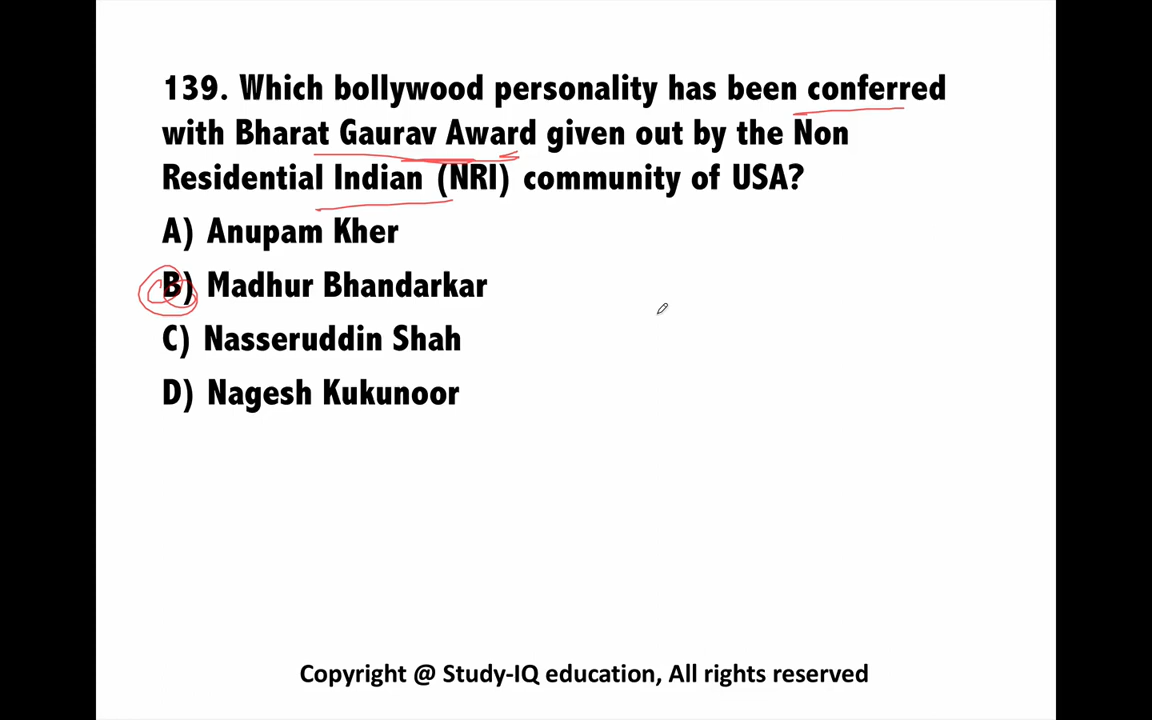 139. Which bollywood personality has been conferred
with Bharat Gaurav Award given out by the Non
Residential Indian (NRI) community of USA?
A) Anupam Kher
B) Madhur Bhandarkar
C) Nasseruddin Shah
D) Nagesh Kukunoor
Copyright @ Study-IQ education, All rights reserved